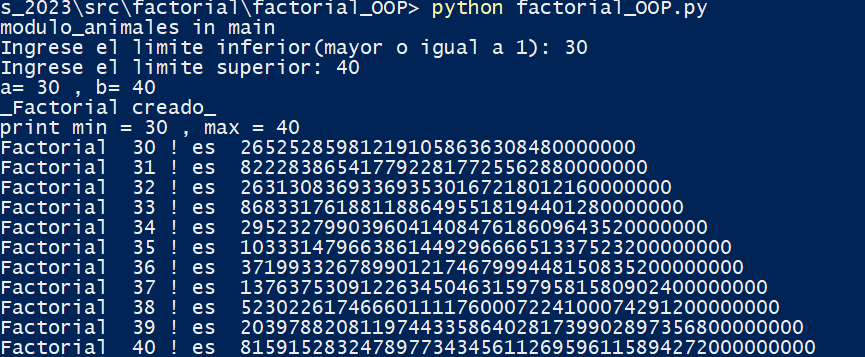 s_2023\src\factorial\factorial_OOP> python factorial_OOP.py
modulo_animales in main
Ingrese el limite inferior(mayor o igual a 1): 30
Ingrese el limite superior: 40
a= 30 , b= 40
_Factorial creado_
print min = 30 , max = 40
Factorial  30 ! es  265252859812191058636308480000000
Factorial  31 ! es  8222838654177922817725562880000000
Factorial  32 ! es  263130836933693530167218012160000000
Factorial  33 ! es  8683317618811886495518194401280000000
Factorial  34 ! es  295232799039604140847618609643520000000
Factorial  35 ! es  10333147966386144929666651337523200000000
Factorial  36 ! es  371993326789901217467999448150835200000000
Factorial  37 ! es  13763753091226345046315979581580902400000000
Factorial  38 ! es  523022617466601111760007224100074291200000000
Factorial  39 ! es  20397882081197443358640281739902897356800000000
Factorial  40 ! es  815915283247897734345611269596115894272000000000